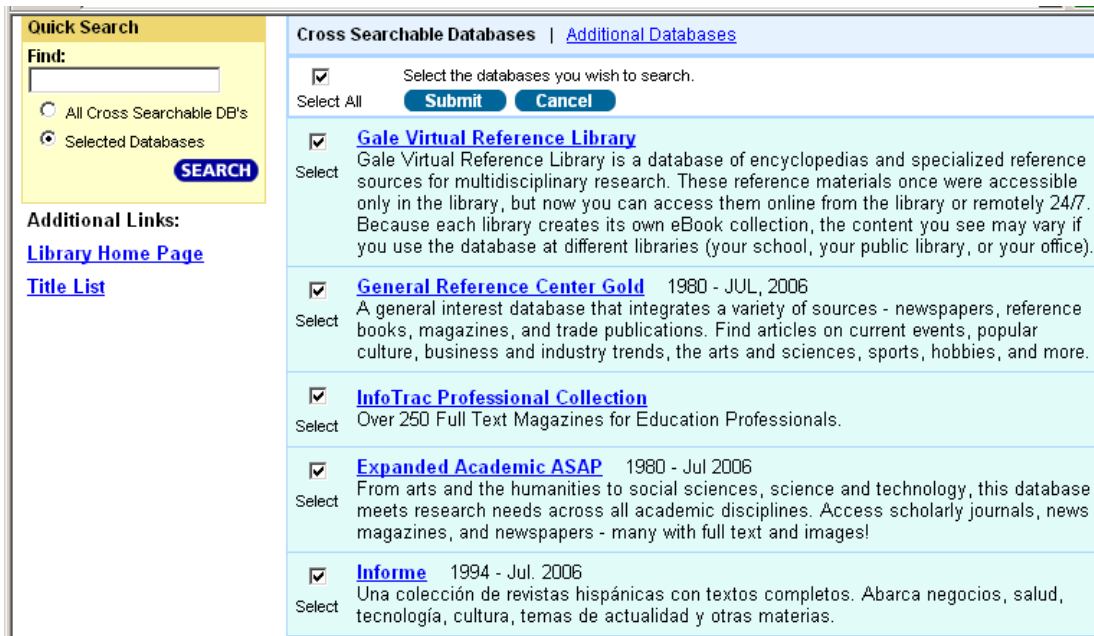 Quick Search
Find:
All Cross Searchable DB's
Selected Databases
SEARCH
Additional Links:
Library Home Page
Title List
Cross Searchable Databases | Additional Databases
Select the databases you wish to search.
Select All Submit Cancel
Gale Virtual Reference Library
Select
Gale Virtual Reference Library is a database of encyclopedias and specialized reference
sources for multidisciplinary research. These reference materials once were accessible
only in the library, but now you can access them online from the library or remotely 24/7.
Because each library creates its own eBook collection, the content you see may vary if
you use the database at different libraries (your school, your public library, or your office).
General Reference Center Gold 1980 - JUL, 2006
Select
A general interest database that integrates a variety of sources - newspapers, reference
books, magazines, and trade publications. Find articles on current events, popular
culture, business and industry trends, the arts and sciences, sports, hobbies, and more.
InfoTrac Professional Collection
Select
Over 250 Full Text Magazines for Education Professionals.
Expanded Academic ASAP 1980 - Jul 2006
Select
From arts and the humanities to social sciences, science and technology, this database
meets research needs across all academic disciplines. Access scholarly journals, news
magazines, and newspapers - many with full text and images!
Informe 1994 - Jul. 2006
Select
Una colección de revistas hispánicas con textos completos. Abarca negocios, salud,
tecnología, cultura, temas de actualidad y otras materias.